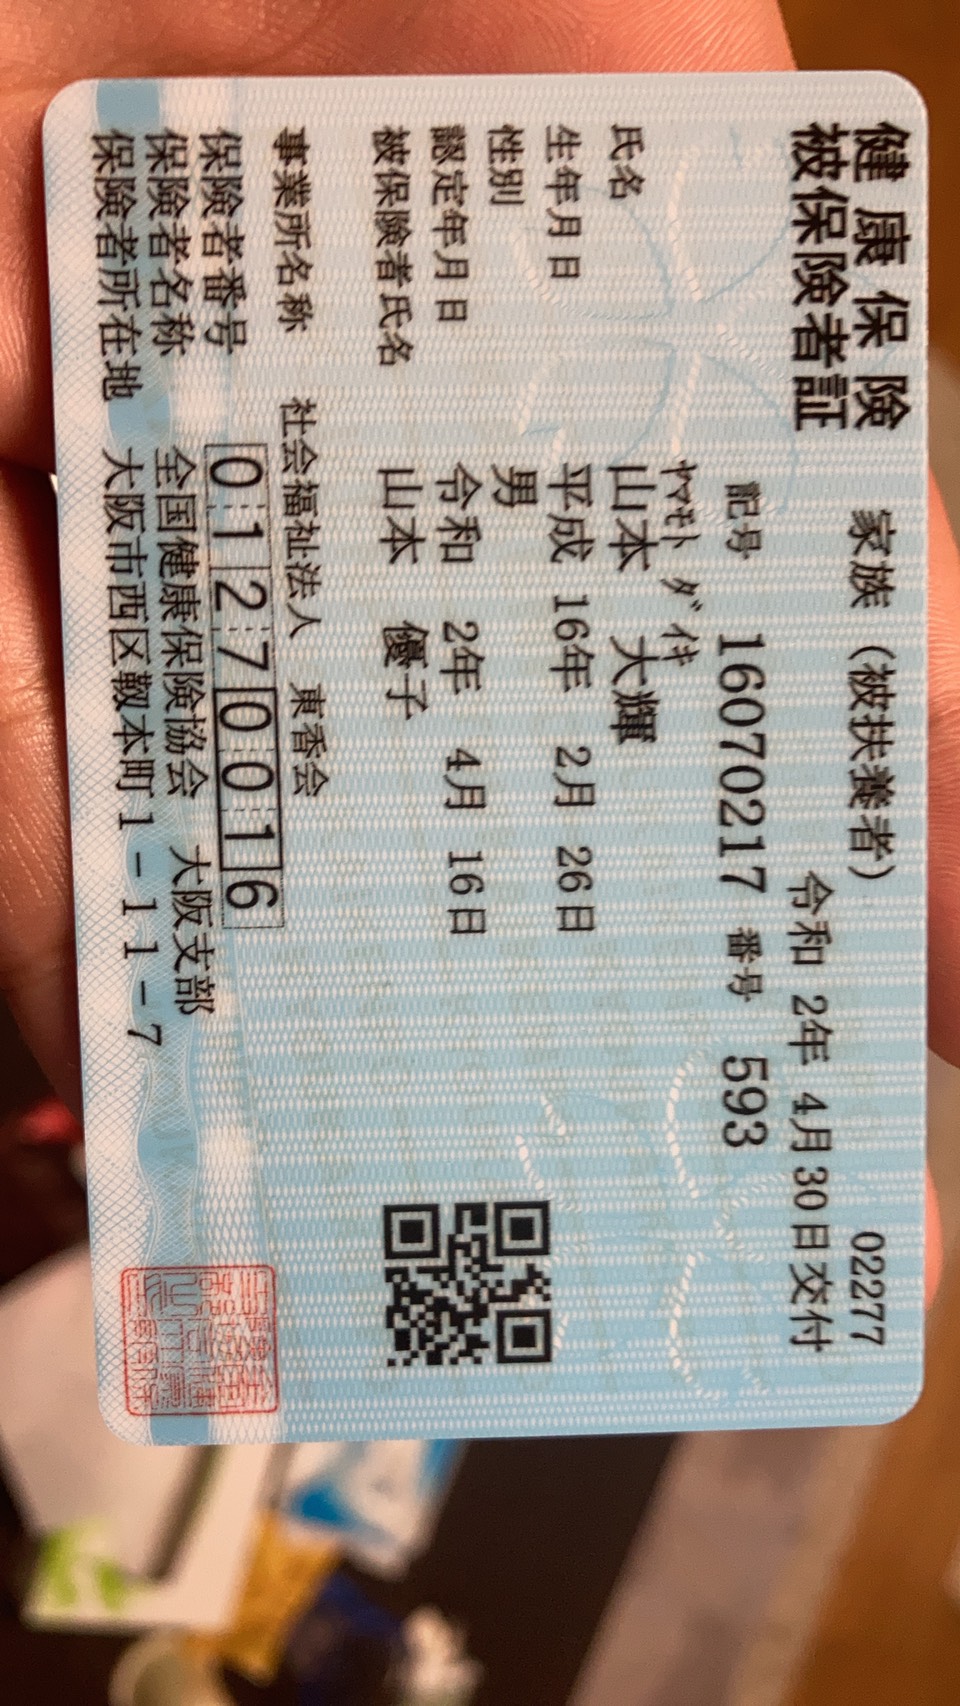 健康保険 家族（被扶養者） 02277
被保険者証 令和 2年 4月 30日交付
記号 16070217 番号 593
ﾔﾏﾓﾄ ﾀﾞｲｷ
氏名 山本 大輝
生年月日 平成 16年 2月 26日
性別 男
認定年月日 令和 2年 4月 16日
被保険者氏名 山本 優子
事業所名称 社会福祉法人 東香会
保険者番号 01270016
保険者名称 全国健康保険協会 大阪支部
保険者所在地 大阪市西区靱本町1-11-7